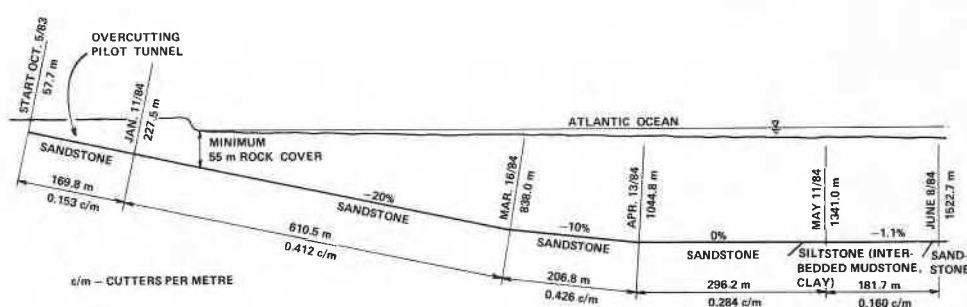 START OCT. 5/83
57.7 m
OVERCUTTING
PILOT TUNNEL
JAN. 11/84
227.5 m
ATLANTIC OCEAN
MINIMUM
55 m ROCK COVER
SANDSTONE
169.8 m
0.153 c/m
–20%
SANDSTONE
610.5 m
0.412 c/m
MAR. 16/84
838.0 m
–10%
SANDSTONE
206.8 m
0.426 c/m
APR. 13/84
1044.8 m
0%
SANDSTONE
296.2 m
0.284 c/m
MAY 11/84
1341.0 m
–1.1%
SILTSTONE (INTER-
BEDDED MUDSTONE,
CLAY)
181.7 m
0.160 c/m
JUNE 8/84
1522.7 m
SAND-
STONE
c/m – CUTTERS PER METRE